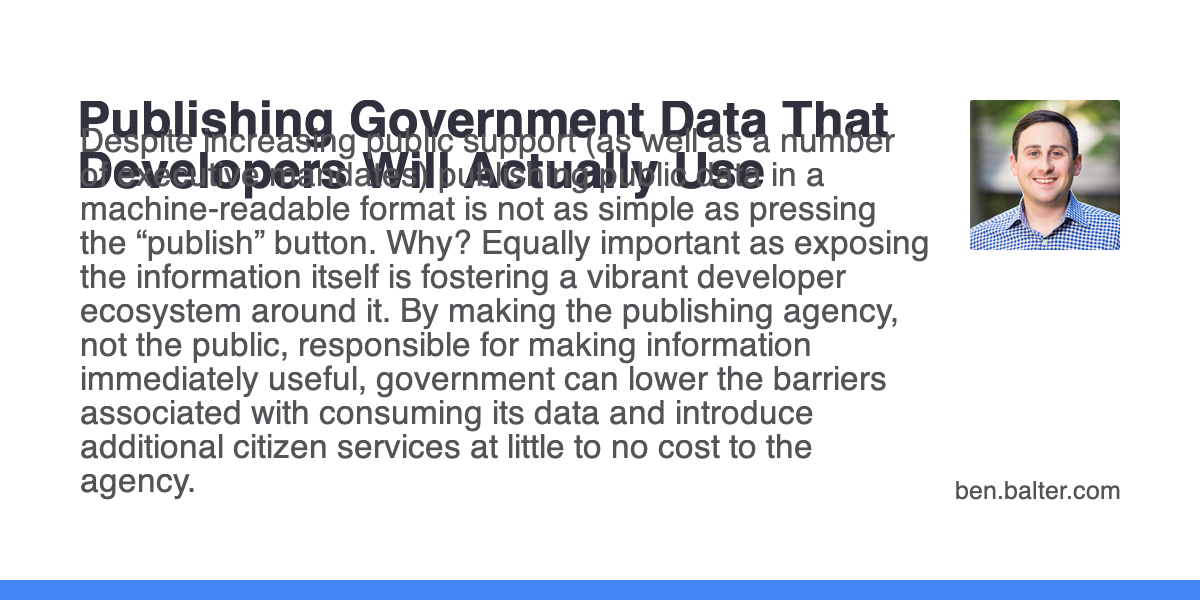 Publishing Government Data That
Developers Will Actually Use
Despite increasing public support (as well as a number
of executive mandates) publishing public data in a
machine-readable format is not as simple as pressing
the “publish” button. Why? Equally important as exposing
the information itself is fostering a vibrant developer
ecosystem around it. By making the publishing agency,
not the public, responsible for making information
immediately useful, government can lower the barriers
associated with consuming its data and introduce
additional citizen services at little to no cost to the
agency.
ben.balter.com